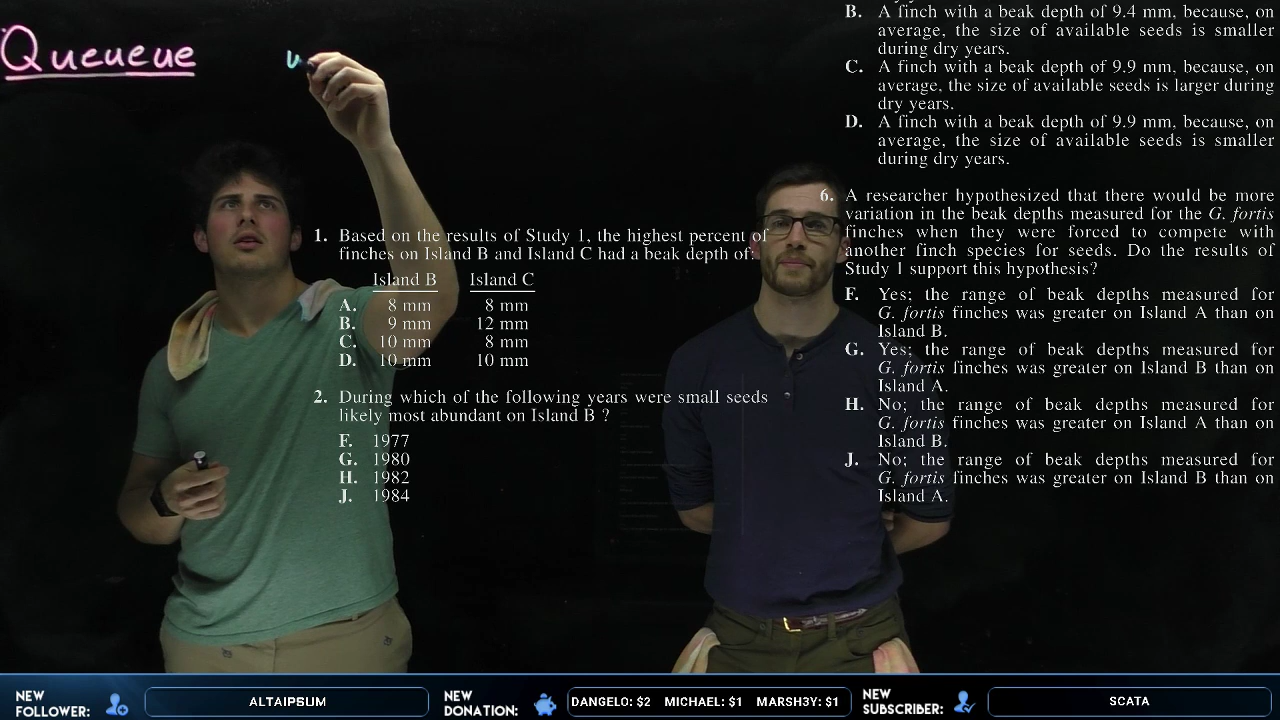 Queueue
B. A finch with a beak depth of 9.4 mm, because, on
average, the size of available seeds is smaller
during dry years.
C. A finch with a beak depth of 9.9 mm, because, on
average, the size of available seeds is larger during
dry years.
D. A finch with a beak depth of 9.9 mm, because, on
average, the size of available seeds is smaller
during dry years.
1. Based on the results of Study 1, the highest percent of
finches on Island B and Island C had a beak depth of:
Island B Island C
A. 8 mm 8 mm
B. 9 mm 12 mm
C. 10 mm 8 mm
D. 10 mm 10 mm
2. During which of the following years were small seeds
likely most abundant on Island B ?
F. 1977
G. 1980
H. 1982
J. 1984
6. A researcher hypothesized that there would be more
variation in the beak depths measured for the G. fortis
finches when they were forced to compete with
another finch species for seeds. Do the results of
Study 1 support this hypothesis?
F. Yes; the range of beak depths measured for
G. fortis finches was greater on Island A than on
Island B.
G. Yes; the range of beak depths measured for
G. fortis finches was greater on Island B than on
Island A.
H. No; the range of beak depths measured for
G. fortis finches was greater on Island A than on
Island B.
J. No; the range of beak depths measured for
G. fortis finches was greater on Island B than on
Island A.
NEW FOLLOWER: ALTAIPSUM
NEW DONATION: DANGELO: $2 MICHAEL: $1 MARSH3Y: $1
NEW SUBSCRIBER: SCATA